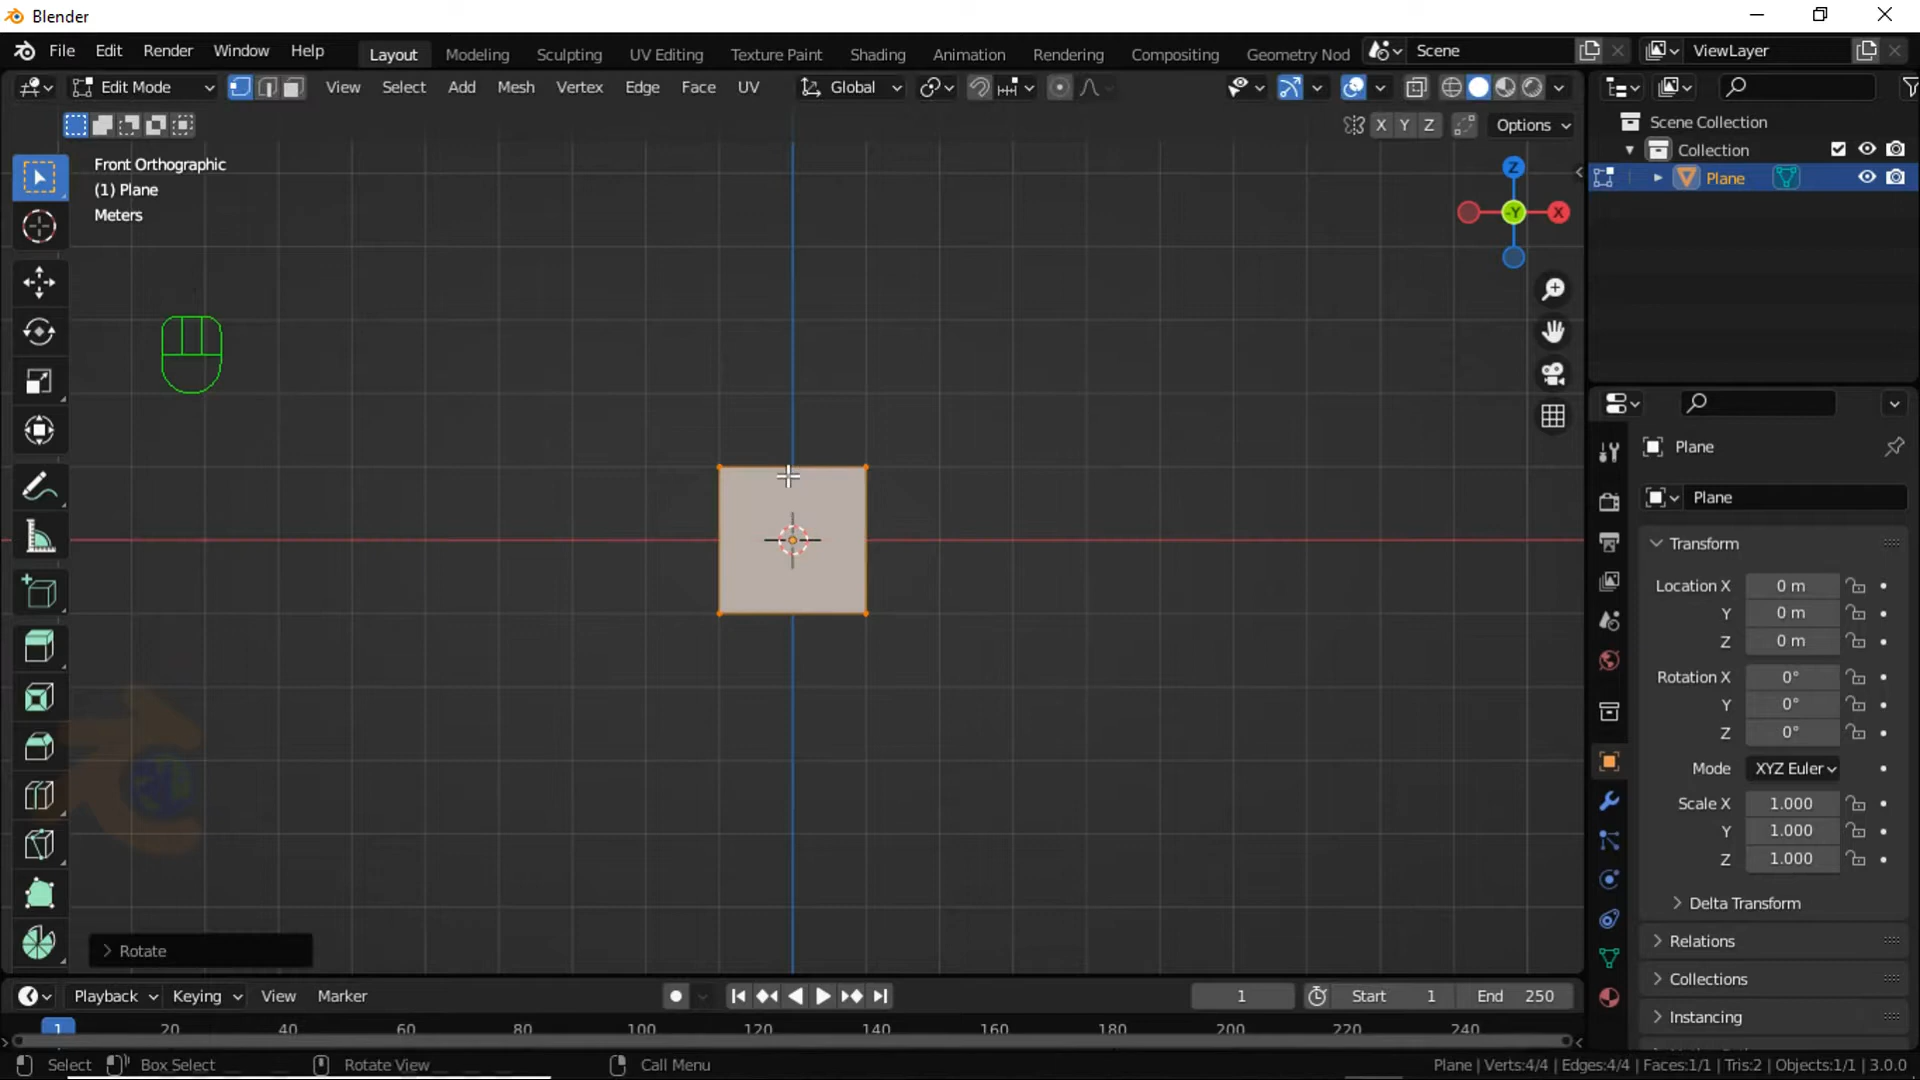 Blender
File Edit Render Window Help Layout Modeling Sculpting UV Editing Texture Paint Shading Animation Rendering Compositing Geometry Nod Scene ViewLayer
Edit Mode View Select Add Mesh Vertex Edge Face UV Global
X Y Z Options
Front Orthographic
(1) Plane
Meters
Z
-Y X
Scene Collection
Collection
Plane
Plane
Plane
Transform
Location X 0 m
Y 0 m
Z 0 m
Rotation X 0°
Y 0°
Z 0°
Mode XYZ Euler
Scale X 1.000
Y 1.000
Z 1.000
Delta Transform
Relations
Collections
Instancing
Rotate
Playback Keying View Marker 1 Start 1 End 250
1 20 40 60 80 100 120 140 160 180 200 220 240
Select Box Select Rotate View Call Menu Plane | Verts:4/4 | Edges:4/4 | Faces:1/1 | Tris:2 | Objects:1/1 | 3.0.0